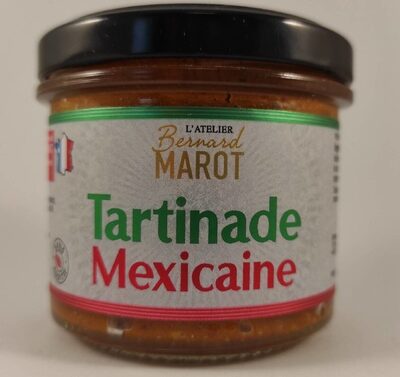 L'ATELIER
Bernard
MAROT
Tartinade
Mexicaine